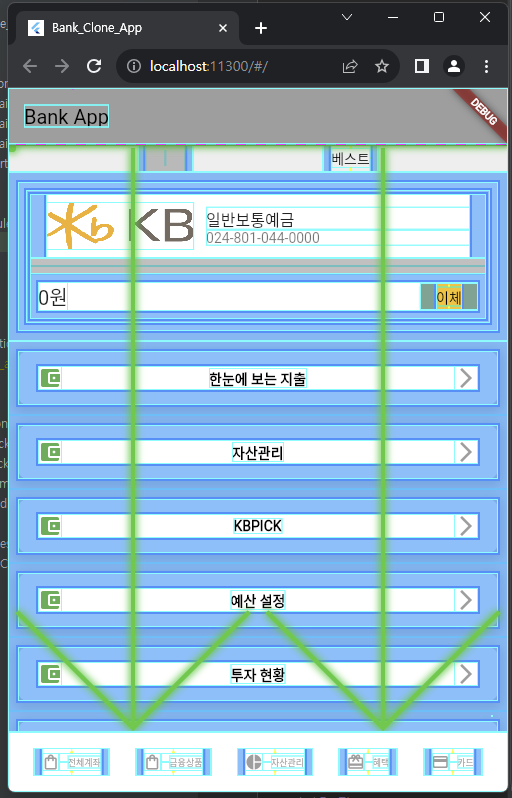 Bank_Clone_App
localhost:11300/#/
Bank App
DEBUG
베스트
Kb KB
일반보통예금
024-801-044-0000
0원
이체
한눈에 보는 지출
자산관리
KBPICK
예산 설정
투자 현황
전체계좌
금융상품
자산관리
혜택
카드